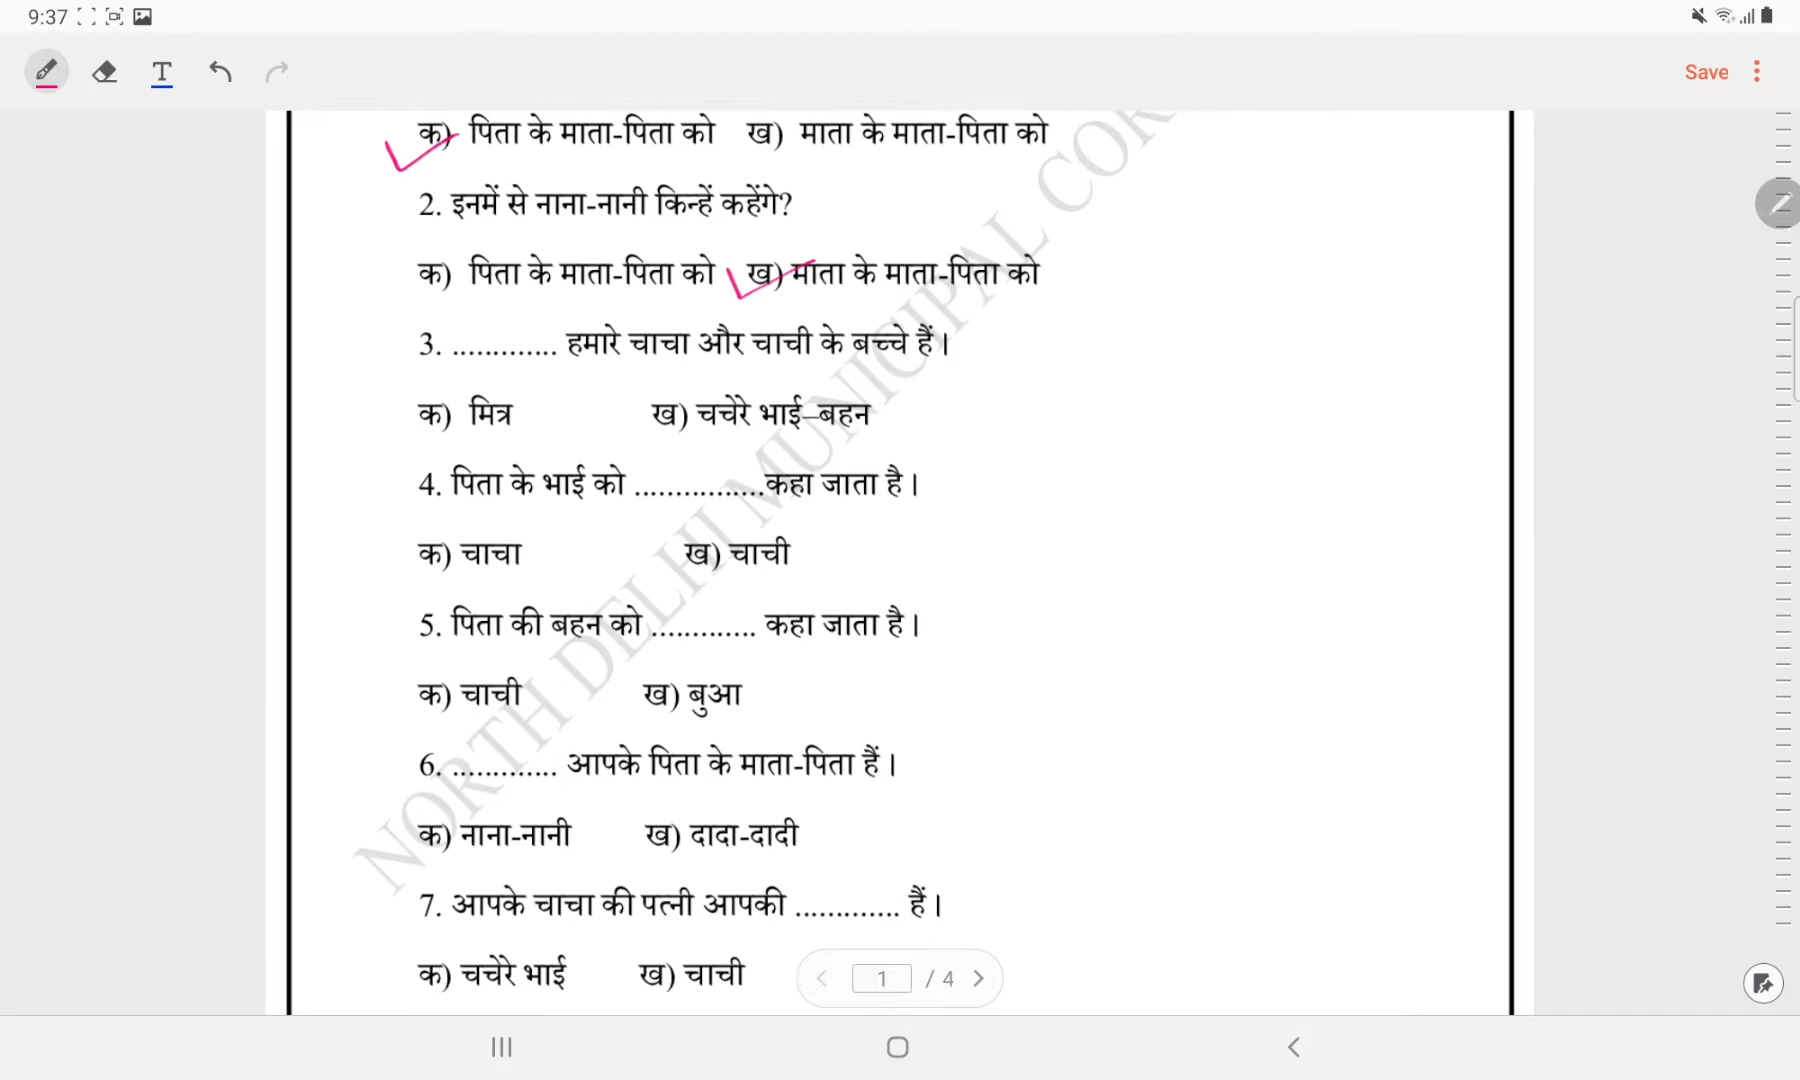 9:37
Save
क) पिता के माता-पिता को ख) माता के माता-पिता को
2. इनमें से नाना-नानी किन्हें कहेंगे?
क) पिता के माता-पिता को ख) माता के माता-पिता को
3. ............. हमारे चाचा और चाची के बच्चे हैं।
क) मित्र ख) चचेरे भाई–बहन
4. पिता के भाई को ................कहा जाता है।
क) चाचा ख) चाची
5. पिता की बहन को ............. कहा जाता है।
क) चाची ख) बुआ
6. ............. आपके पिता के माता-पिता हैं।
क) नाना-नानी ख) दादा-दादी
7. आपके चाचा की पत्नी आपकी ............. हैं।
क) चचेरे भाई ख) चाची
1 / 4
NORTH DELHI MUNICIPAL COR